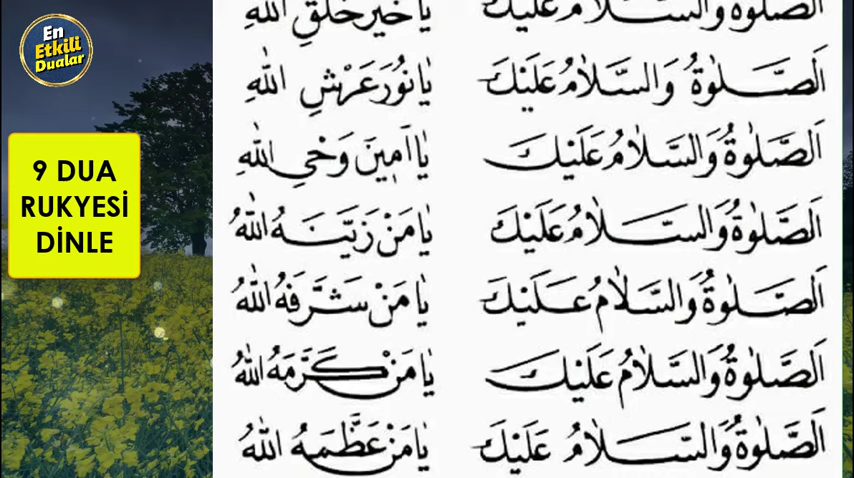 En
Etkili
Dualar
9 DUA
RUKYESİ
DİNLE
اَلصَّلٰوةُ وَالسَّلَامُ عَلَيْكَ يَا خَيْرَ خَلْقِ اللّٰهِ
اَلصَّلٰوةُ وَالسَّلَامُ عَلَيْكَ يَا نُورَ عَرْشِ اللّٰهِ
اَلصَّلٰوةُ وَالسَّلَامُ عَلَيْكَ يَا اَمِينَ وَحْيِ اللّٰهِ
اَلصَّلٰوةُ وَالسَّلَامُ عَلَيْكَ يَا مَنْ زَيَّنَهُ اللّٰهُ
اَلصَّلٰوةُ وَالسَّلَامُ عَلَيْكَ يَا مَنْ شَرَّفَهُ اللّٰهُ
اَلصَّلٰوةُ وَالسَّلَامُ عَلَيْكَ يَا مَنْ كَرَّمَهُ اللّٰهُ
اَلصَّلٰوةُ وَالسَّلَامُ عَلَيْكَ يَا مَنْ عَظَّمَهُ اللّٰهُ